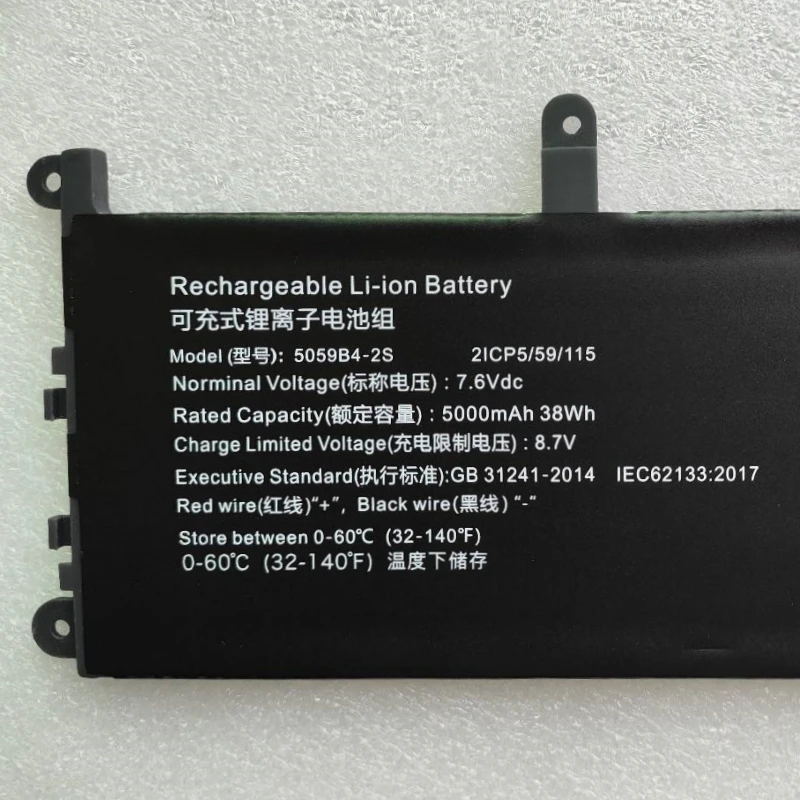 Rechargeable Li-ion Battery
可充式锂离子电池组
Model (型号): 5059B4-2S 2ICP5/59/115
Norminal Voltage(标称电压) : 7.6Vdc
Rated Capacity(额定容量) : 5000mAh 38Wh
Charge Limited Voltage(充电限制电压) : 8.7V
Executive Standard(执行标准):GB 31241-2014 IEC62133:2017
Red wire(红线)“+”, Black wire(黑线) “-”
Store between 0-60℃ (32-140℉)
0-60℃ (32-140℉) 温度下储存